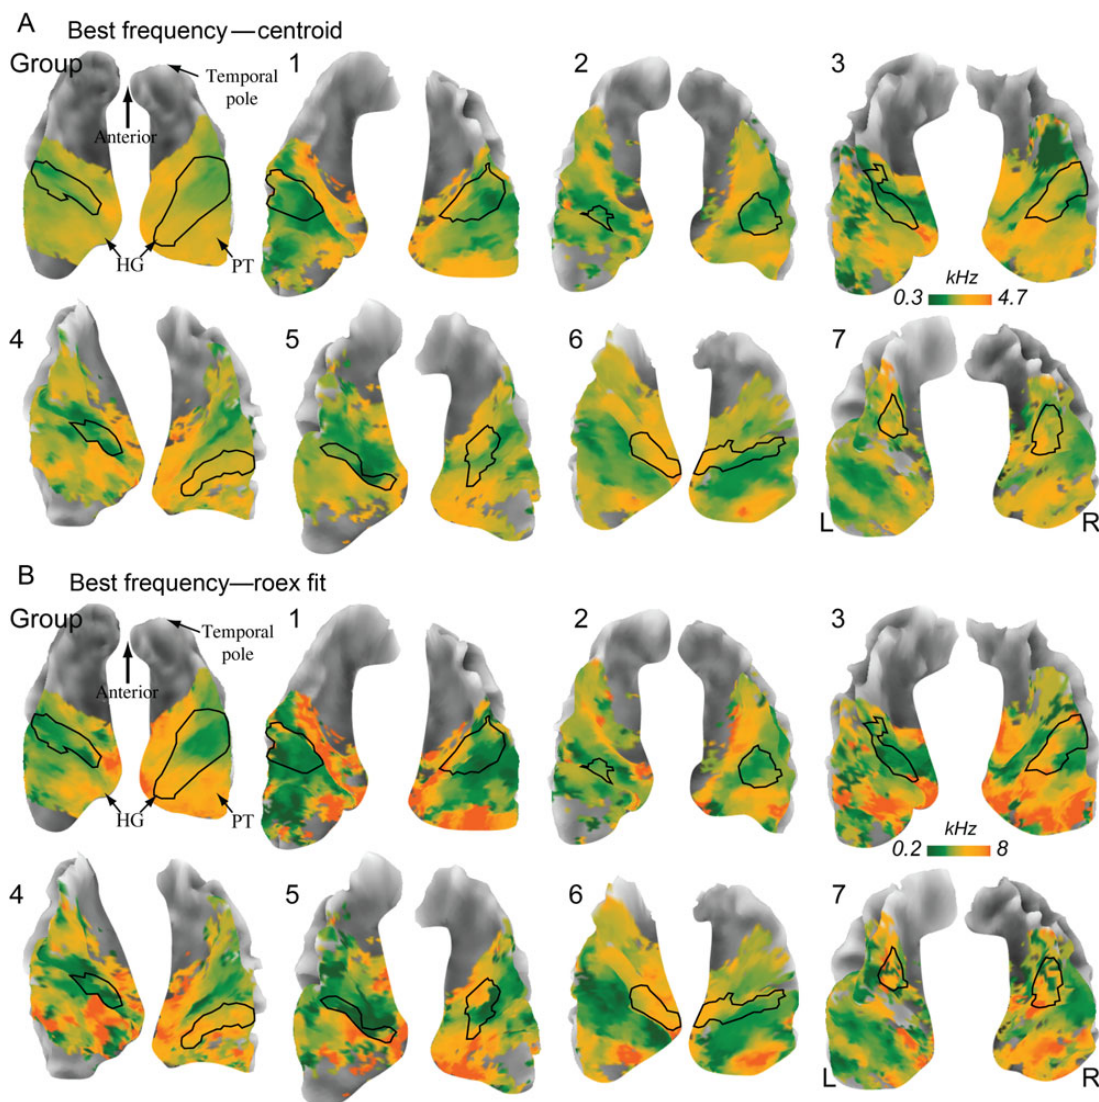 A
Best frequency—centroid
Group
1
2
3
Temporal
pole
Anterior
HG
PT
kHz
0.3 4.7
4
5
6
7
L
R
B
Best frequency—roex fit
Group
1
2
3
Temporal
pole
Anterior
HG
PT
kHz
0.2 8
4
5
6
7
L
R